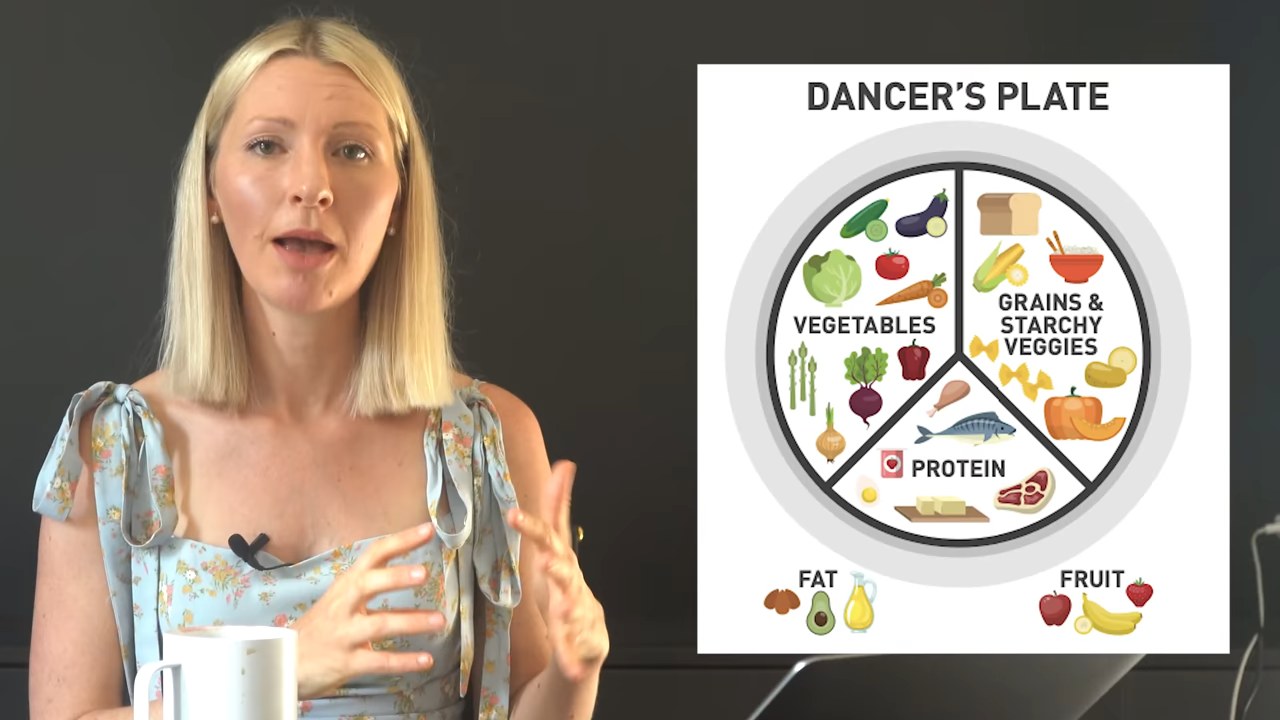 DANCER'S PLATE
VEGETABLES
GRAINS &
STARCHY
VEGGIES
PROTEIN
FAT
FRUIT